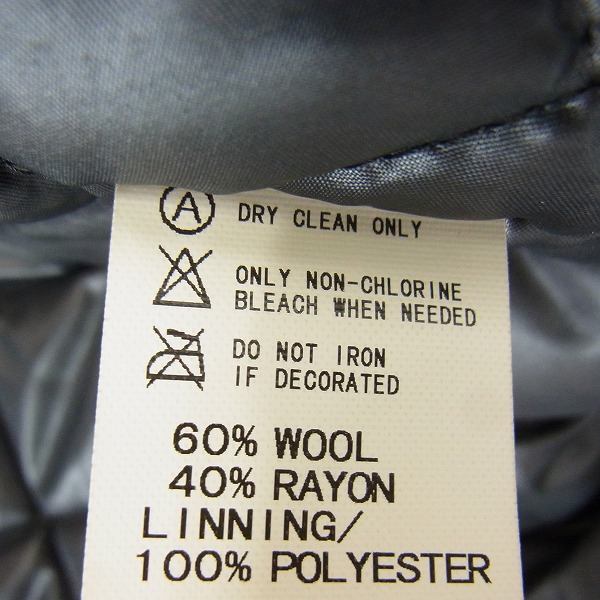 A DRY CLEAN ONLY
ONLY NON-CHLORINE
BLEACH WHEN NEEDED
DO NOT IRON
IF DECORATED
60% WOOL
40% RAYON
LINNING/
100% POLYESTER